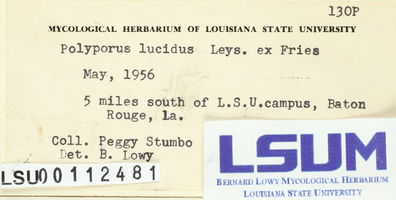 130P
MYCOLOGICAL HERBARIUM OF LOUISIANA STATE UNIVERSITY
Polyporus lucidus Leys. ex Fries
May, 1956
5 miles south of L.S.U.campus, Baton
Rouge, la.
Coll. Peggy Stumbo
Det. B. Lowy
LSU00112481
LSUM
BERNARD LOWY MYCOLOGICAL HERBARIUM
LOUISIANA STATE UNIVERSITY